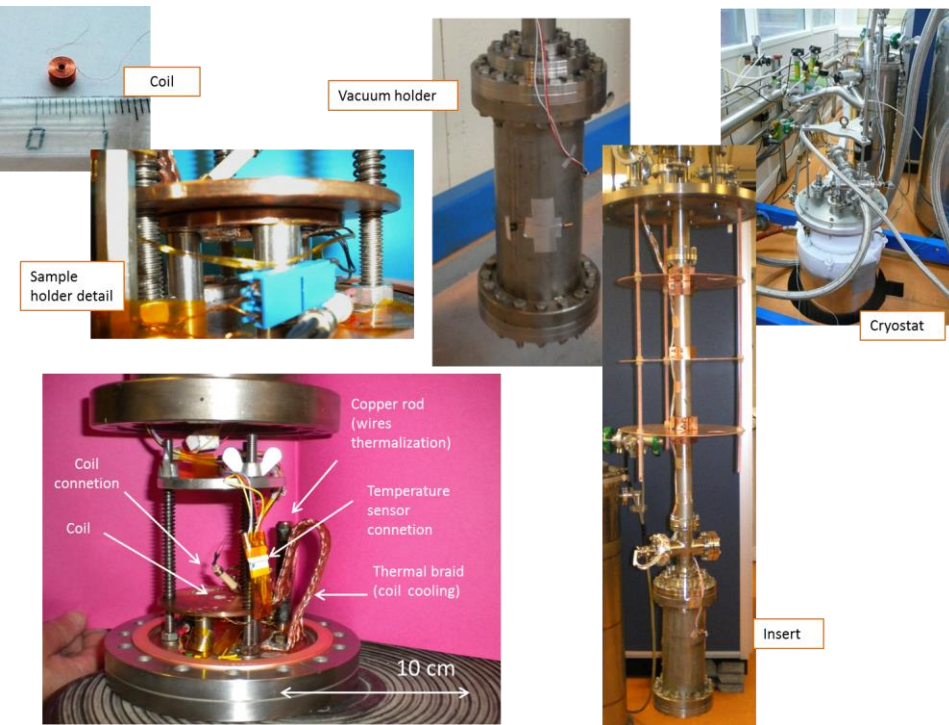 Coil
0
Vacuum holder
Sample
holder detail
Cryostat
Copper rod
(wires
thermalization)
Coil
connetion
Temperature
sensor
connetion
Coil
Thermal braid
(coil cooling)
Insert
10 cm